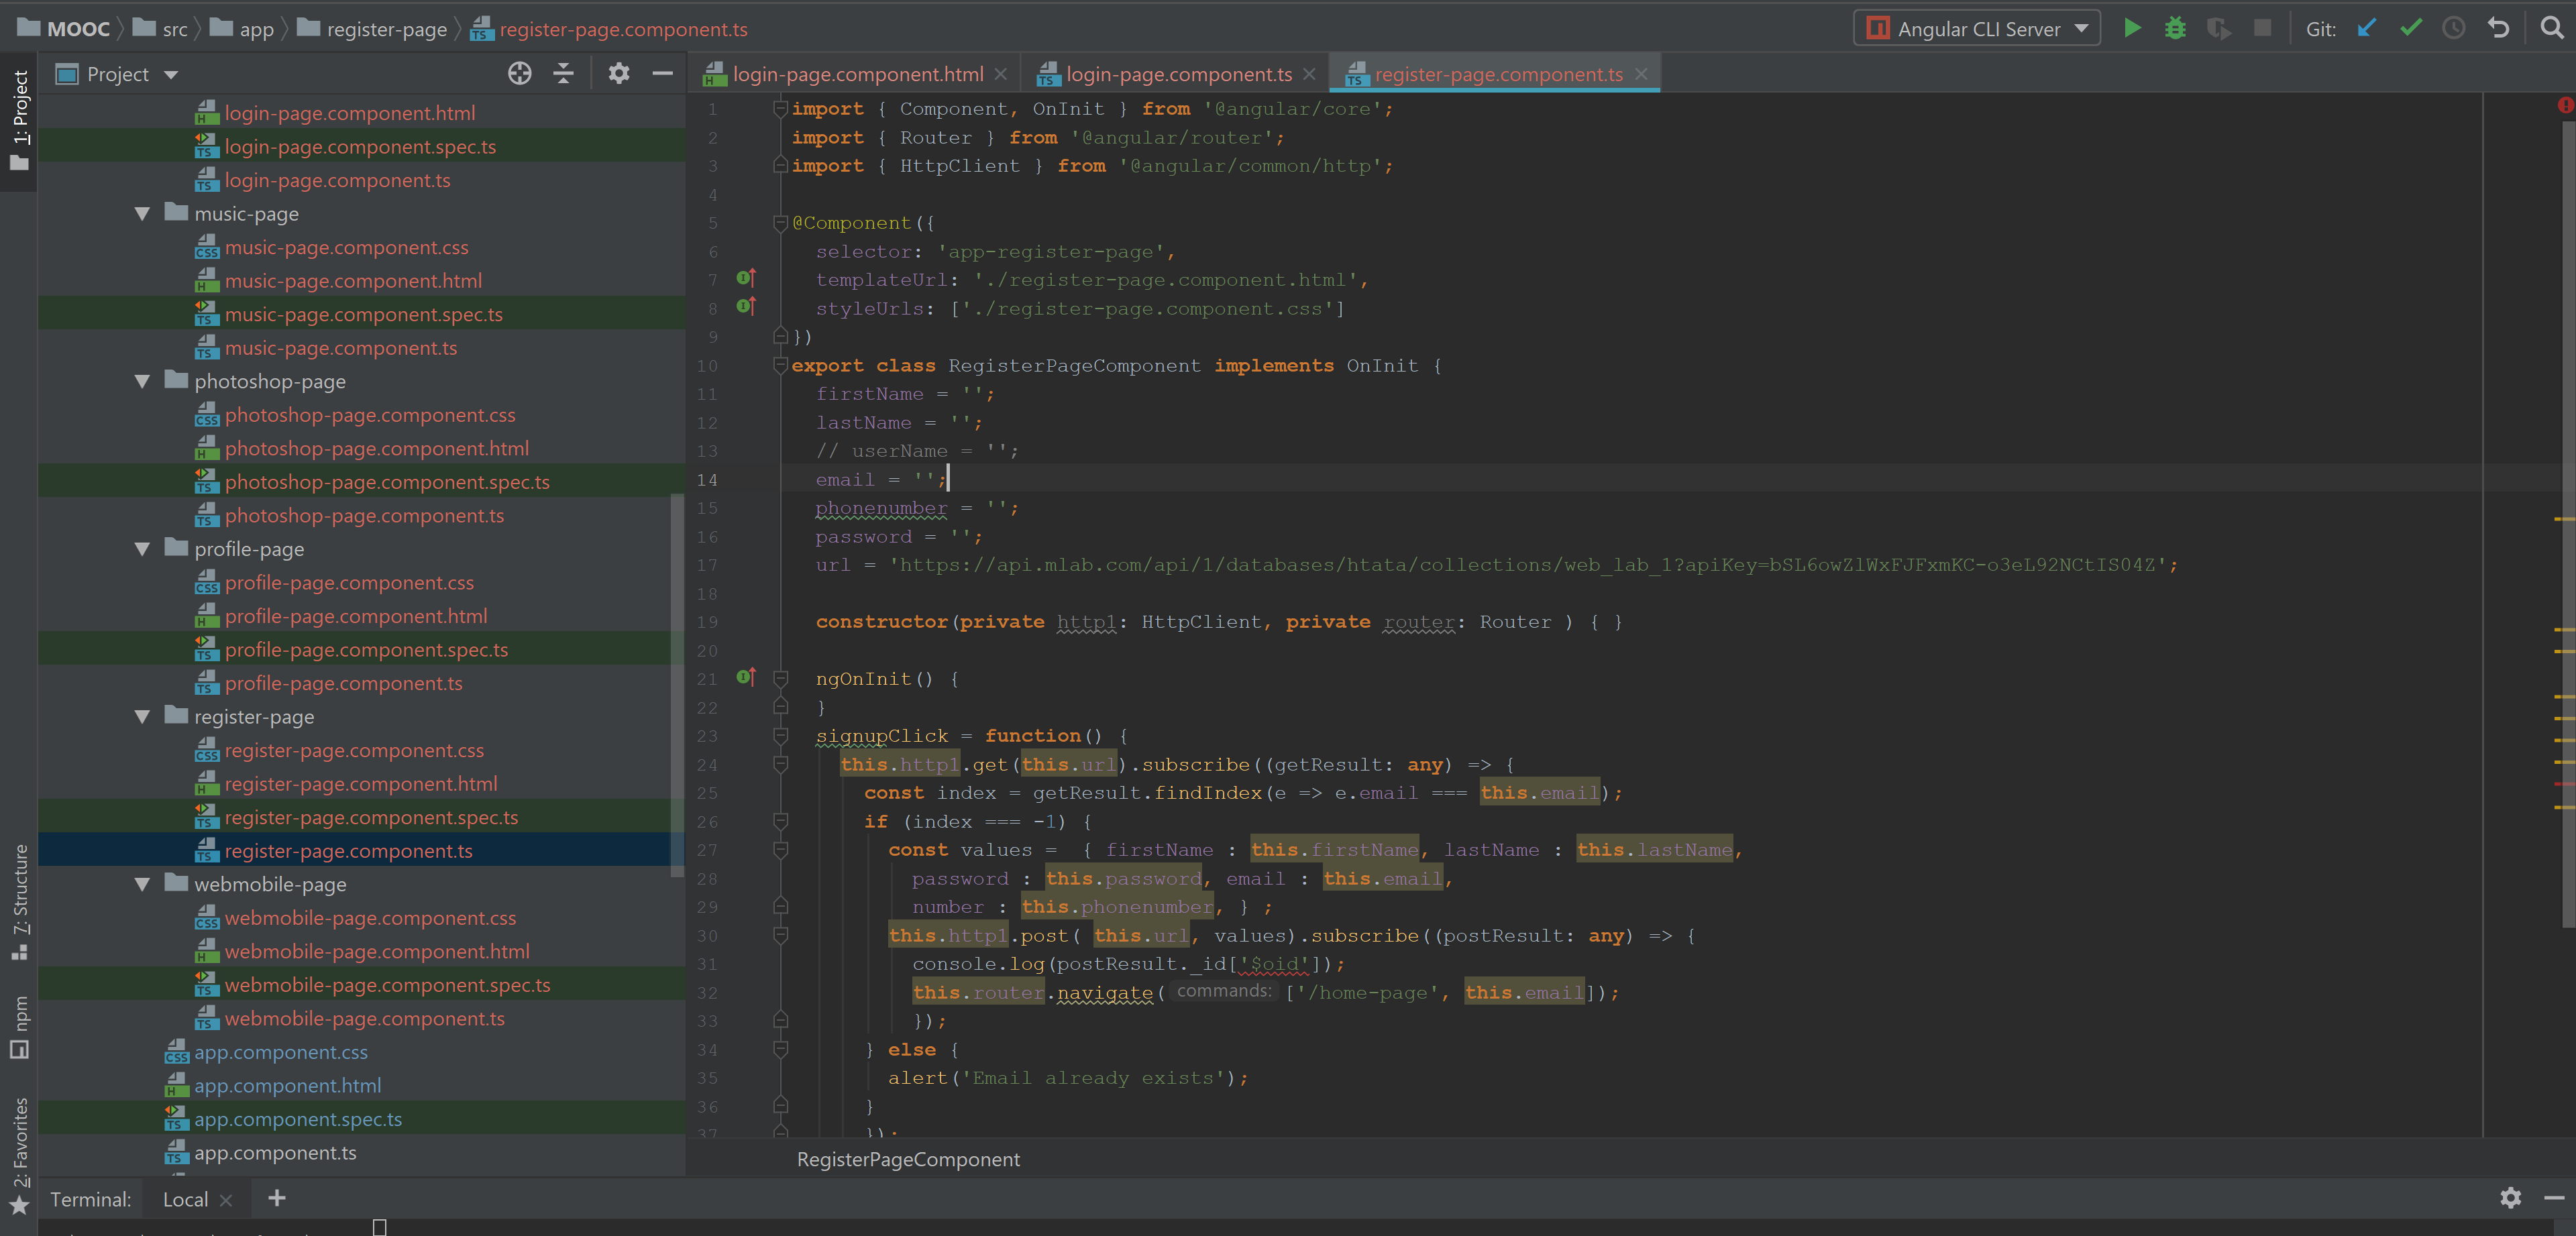 MOOC src app register-page register-page.component.ts Angular CLI Server Git:
1: Project
Project
login-page.component.html
login-page.component.spec.ts
login-page.component.ts
music-page
music-page.component.css
music-page.component.html
music-page.component.spec.ts
music-page.component.ts
photoshop-page
photoshop-page.component.css
photoshop-page.component.html
photoshop-page.component.spec.ts
photoshop-page.component.ts
profile-page
profile-page.component.css
profile-page.component.html
profile-page.component.spec.ts
profile-page.component.ts
register-page
register-page.component.css
register-page.component.html
register-page.component.spec.ts
register-page.component.ts
webmobile-page
webmobile-page.component.css
webmobile-page.component.html
webmobile-page.component.spec.ts
webmobile-page.component.ts
app.component.css
app.component.html
app.component.spec.ts
app.component.ts
7: Structure
npm
2: Favorites
login-page.component.html login-page.component.ts register-page.component.ts
1 import { Component, OnInit } from '@angular/core';
2 import { Router } from '@angular/router';
3 import { HttpClient } from '@angular/common/http';
4
5 @Component({
6 selector: 'app-register-page',
7 templateUrl: './register-page.component.html',
8 styleUrls: ['./register-page.component.css']
9 })
10 export class RegisterPageComponent implements OnInit {
11 firstName = '';
12 lastName = '';
13 // userName = '';
14 email = '';
15 phonenumber = '';
16 password = '';
17 url = 'https://api.mlab.com/api/1/databases/htata/collections/web_lab_1?apiKey=bSL6owZlWxFJFxmKC-o3eL92NCtIS04Z';
18
19 constructor(private http1: HttpClient, private router: Router ) { }
20
21 ngOnInit() {
22 }
23 signupClick = function() {
24 this.http1.get(this.url).subscribe((getResult: any) => {
25 const index = getResult.findIndex(e => e.email === this.email);
26 if (index === -1) {
27 const values = { firstName : this.firstName, lastName : this.lastName,
28 password : this.password, email : this.email,
29 number : this.phonenumber, } ;
30 this.http1.post( this.url, values).subscribe((postResult: any) => {
31 console.log(postResult._id['$oid']);
32 this.router.navigate( commands: ['/home-page', this.email]);
33 });
34 } else {
35 alert('Email already exists');
36 }
37 });
RegisterPageComponent
Terminal: Local +